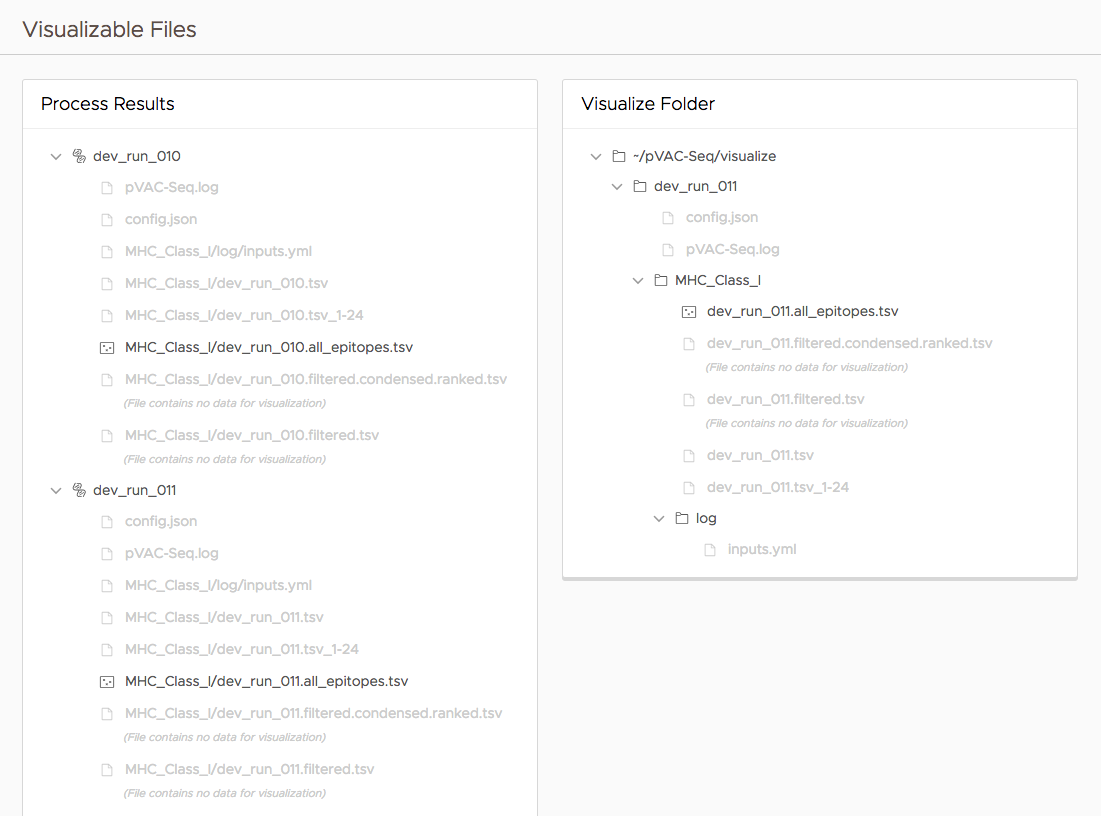 Visualizable Files
Process Results
dev_run_010
pVAC-Seq.log
config.json
MHC_Class_I/log/inputs.yml
MHC_Class_I/dev_run_010.tsv
MHC_Class_I/dev_run_010.tsv_1-24
MHC_Class_I/dev_run_010.all_epitopes.tsv
MHC_Class_I/dev_run_010.filtered.condensed.ranked.tsv
(File contains no data for visualization)
MHC_Class_I/dev_run_010.filtered.tsv
(File contains no data for visualization)
dev_run_011
config.json
pVAC-Seq.log
MHC_Class_I/log/inputs.yml
MHC_Class_I/dev_run_011.tsv
MHC_Class_I/dev_run_011.tsv_1-24
MHC_Class_I/dev_run_011.all_epitopes.tsv
MHC_Class_I/dev_run_011.filtered.condensed.ranked.tsv
(File contains no data for visualization)
MHC_Class_I/dev_run_011.filtered.tsv
(File contains no data for visualization)
Visualize Folder
~/pVAC-Seq/visualize
dev_run_011
config.json
pVAC-Seq.log
MHC_Class_I
dev_run_011.all_epitopes.tsv
dev_run_011.filtered.condensed.ranked.tsv
(File contains no data for visualization)
dev_run_011.filtered.tsv
(File contains no data for visualization)
dev_run_011.tsv
dev_run_011.tsv_1-24
log
inputs.yml